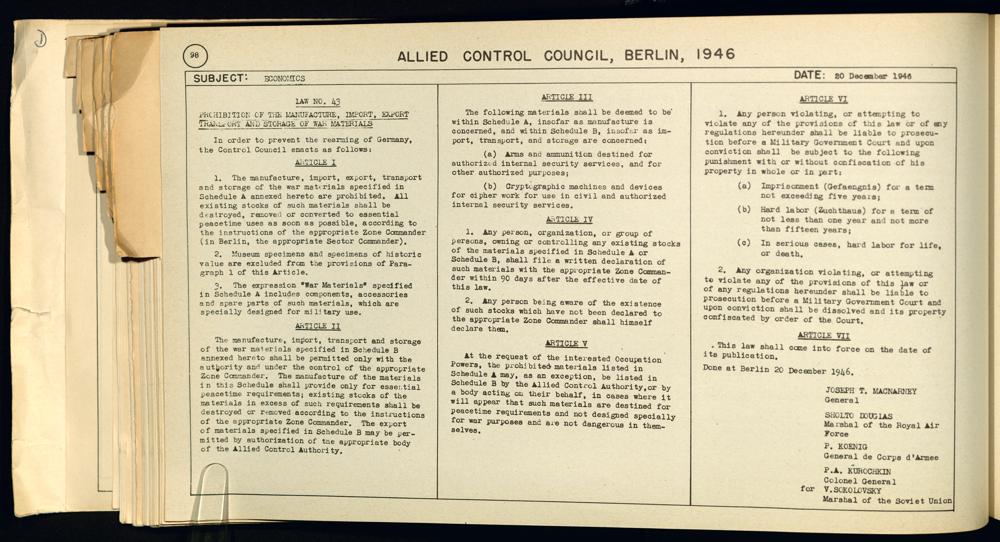 D
98
ALLIED CONTROL COUNCIL, BERLIN, 1946
SUBJECT: ECONOMICS
DATE: 20 December 1946
LAW NO. 43
PROHIBITION OF THE MANUFACTURE, IMPORT, EXPORT
TRANSPORT AND STORAGE OF WAR MATERIALS
In order to prevent the rearming of Germany,
the Control Council enacts as follows:
ARTICLE I
1. The manufacture, import, export, transport
and storage of the war materials specified in
Schedule A annexed hereto are prohibited. All
existing stocks of such materials shall be
destroyed, removed or converted to essential
peacetime uses as soon as possible, according to
the instructions of the appropriate Zone Commander
(in Berlin, the appropriate Sector Commander).
2. Museum specimens and specimens of historic
value are excluded from the provisions of Para-
graph 1 of this Article.
3. The expression "War Materials" specified
in Schedule A includes components, accessories
and spare parts of such materials, which are
specially designed for military use.
ARTICLE II
The manufacture, import, transport and storage
of the war materials specified in Schedule B
annexed hereto shall be permitted only with the
authority and under the control of the appropriate
Zone Commander. The manufacture of the materials
in this Schedule shall provide only for essential
peacetime requirements; existing stocks of the
materials in excess of such requirements shall be
destroyed or removed according to the instructions
of the appropriate Zone Commander. The export
of materials specified in Schedule B may be per-
mitted by authorization of the appropriate body
of the Allied Control Authority.
ARTICLE III
The following materials shall be deemed to be
within Schedule A, insofar as manufacture is
concerned, and within Schedule B, insofar as im-
port, transport, and storage are concerned:
(a) Arms and ammunition destined for
authorized internal security services, and for
other authorized purposes;
(b) Cryptographic machines and devices
for cipher work for use in civil and authorized
internal security services.
ARTICLE IV
1. Any person, organization, or group of
persons, owning or controlling any existing stocks
of the materials specified in Schedule A or
Schedule B, shall file a written declaration of
such materials with the appropriate Zone Comman-
der within 90 days after the effective date of
this law.
2. Any person being aware of the existence
of such stocks which have not been declared to
the appropriate Zone Commander shall himself
declare them.
ARTICLE V
At the request of the interested Occupation
Powers, the prohibited materials listed in
Schedule A may, as an exception, be listed in
Schedule B by the Allied Control Authority,or by
a body acting on their behalf, in cases where it
will appear that such materials are destined for
peacetime requirements and not designed specially
for war purposes and are not dangerous in them-
selves.
ARTICLE VI
1. Any person violating, or attempting to
violate any of the provisions of this law or of any
regulations hereunder shall be liable to prosecu-
tion before a Military Government Court and upon
conviction shall be subject to the following
punishment with or without confiscation of his
property in whole or in part:
(a) Imprisonment (Gefaengnis) for a term
not exceeding five years;
(b) Hard labor (Zuchthaus) for a term of
not less than one year and not more
than fifteen years;
(c) In serious cases, hard labor for life,
or death.
2. Any organization violating, or attempting
to violate any of the provisions of this law or
of any regulations hereunder shall be liable to
prosecution before a Military Government Court and
upon conviction shall be dissolved and its property
confiscated by order of the Court.
ARTICLE VII
This law shall come into force on the date of
its publication.
Done at Berlin 20 December 1946.
JOSEPH T. MACNARNEY
General
SHOLTO DOUGLAS
Marshal of the Royal Air
Force
P. KOENIG
General de Corps d'Armee
P.A. KUROCHKIN
Colonel General
for V.SOKOLOVSKY
Marshal of the Soviet Union